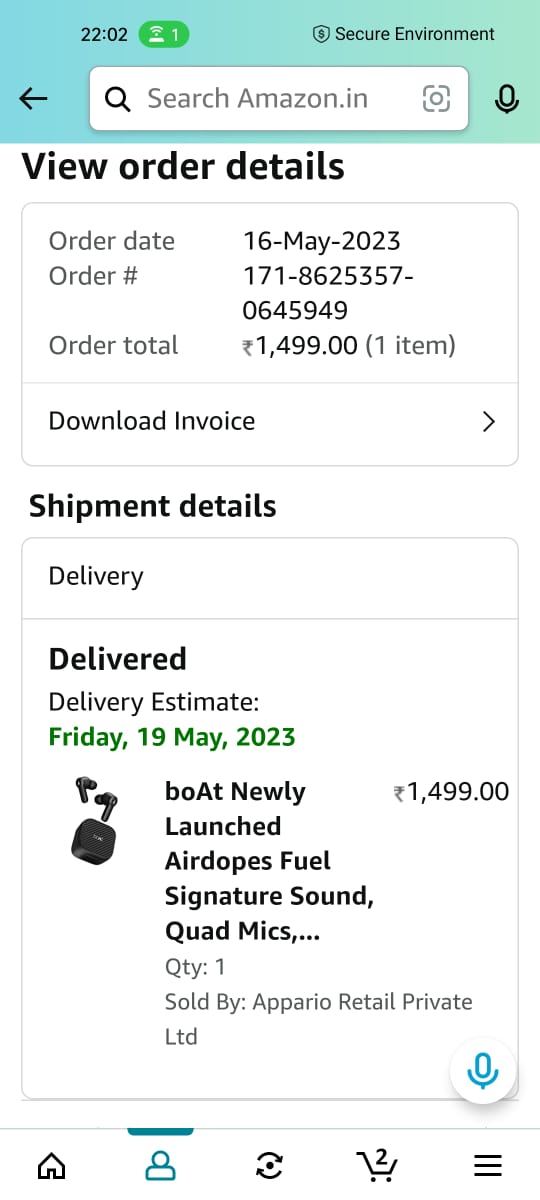 22:02 1 Secure Environment
Search Amazon.in
View order details
Order date 16-May-2023
Order # 171-8625357-
0645949
Order total ₹1,499.00 (1 item)
Download Invoice
Shipment details
Delivery
Delivered
Delivery Estimate:
Friday, 19 May, 2023
boAt Newly ₹1,499.00
Launched
Airdopes Fuel
Signature Sound,
Quad Mics,...
Qty: 1
Sold By: Appario Retail Private
Ltd
2